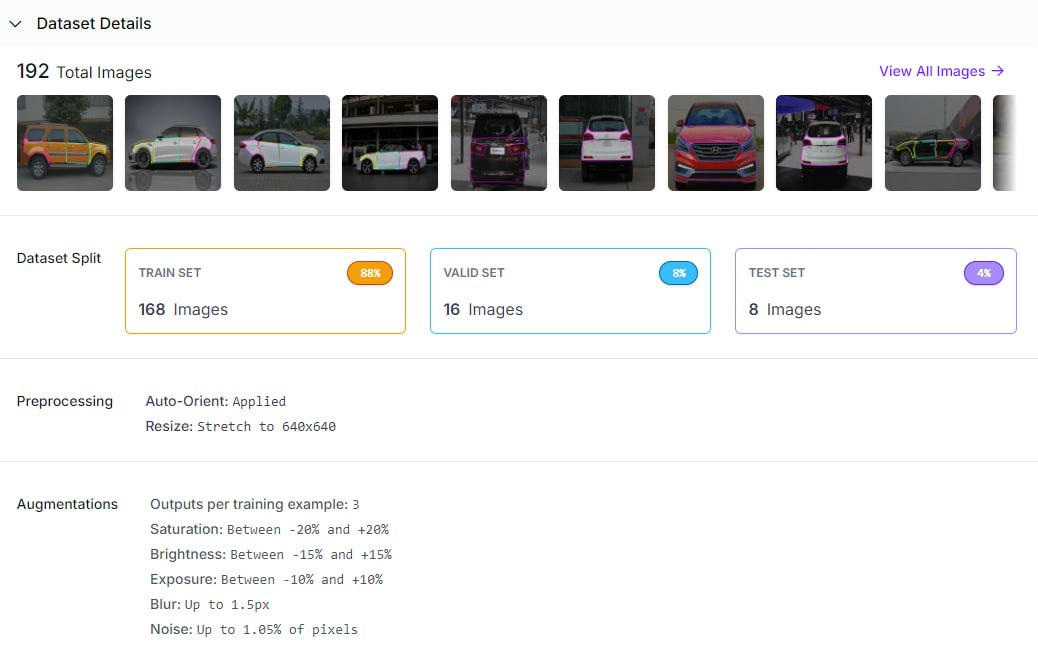 Dataset Details
192 Total Images
View All Images →
Dataset Split
TRAIN SET 88%
168 Images
VALID SET 8%
16 Images
TEST SET 4%
8 Images
Preprocessing
Auto-Orient: Applied
Resize: Stretch to 640x640
Augmentations
Outputs per training example: 3
Saturation: Between -20% and +20%
Brightness: Between -15% and +15%
Exposure: Between -10% and +10%
Blur: Up to 1.5px
Noise: Up to 1.05% of pixels